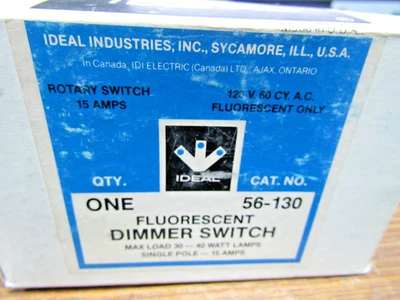 IDEAL INDUSTRIES, INC., SYCAMORE, ILL., U.S.A.
In Canada, IDI ELECTRIC (Canada) LTD., AJAX, ONTARIO
ROTARY SWITCH 120 V. 60 CY. A.C.
15 AMPS FLUORESCENT ONLY
QTY. IDEAL CAT. NO.
ONE 56-130
FLUORESCENT
DIMMER SWITCH
MAX LOAD 30 — 40 WATT LAMPS
SINGLE POLE — 15 AMPS